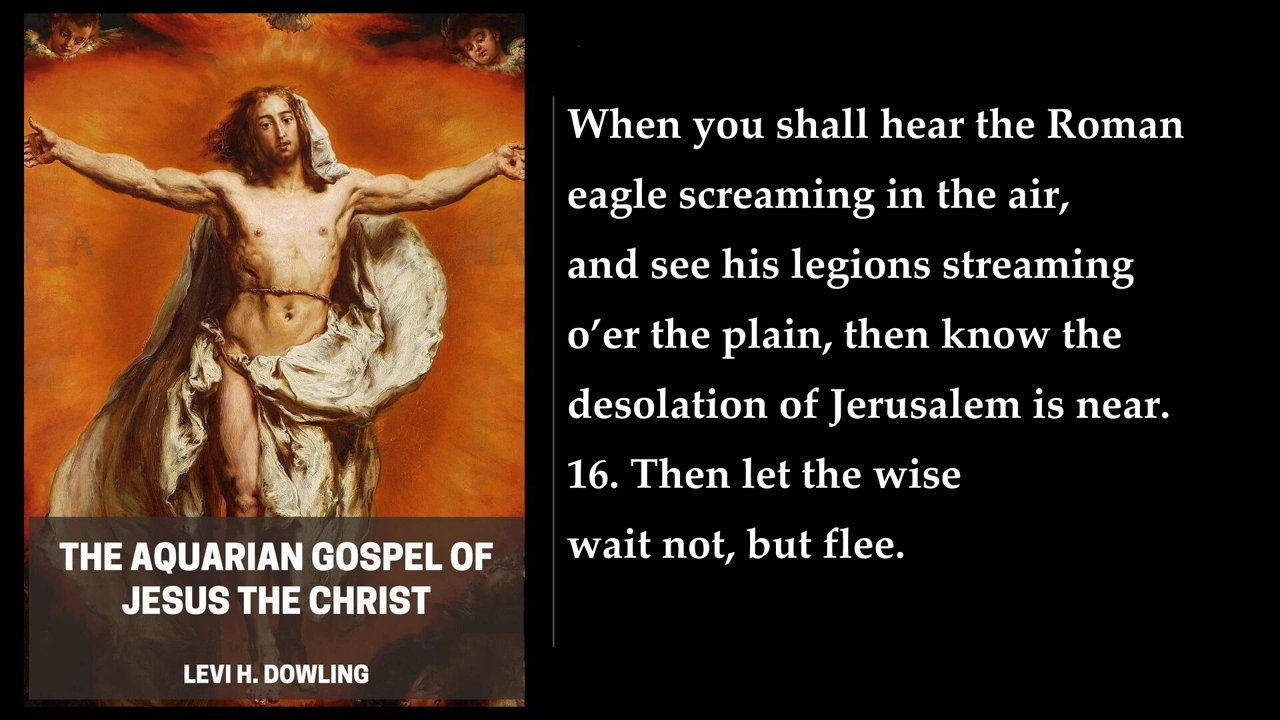 When you shall hear the Roman
eagle screaming in the air,
and see his legions streaming
o’er the plain, then know the
desolation of Jerusalem is near.
16. Then let the wise
wait not, but flee.
THE AQUARIAN GOSPEL OF
JESUS THE CHRIST
LEVI H. DOWLING